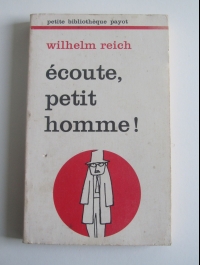 petite bibliothèque payot
wilhelm reich
écoute,
petit
homme !